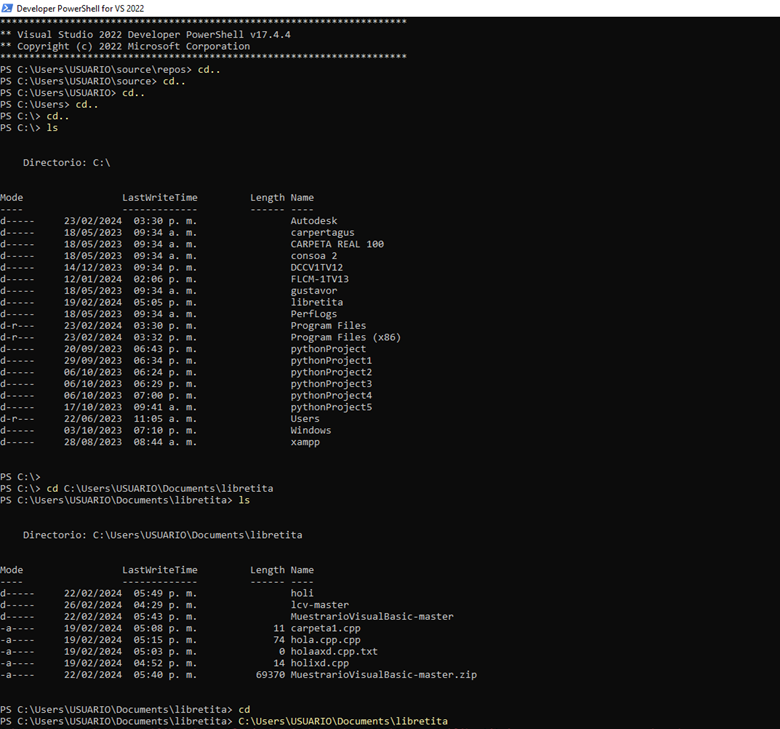 Developer PowerShell for VS 2022
**********************************************************************
** Visual Studio 2022 Developer PowerShell v17.4.4
** Copyright (c) 2022 Microsoft Corporation
**********************************************************************
PS C:\Users\USUARIO\source\repos> cd..
PS C:\Users\USUARIO\source> cd..
PS C:\Users\USUARIO> cd..
PS C:\Users> cd..
PS C:\> cd..
PS C:\> ls
Directorio: C:\
Mode LastWriteTime Length Name
---- ------------- ------ ----
d----- 23/02/2024 03:30 p. m. Autodesk
d----- 18/05/2023 09:34 a. m. carpertagus
d----- 18/05/2023 09:34 a. m. CARPETA REAL 100
d----- 18/05/2023 09:34 a. m. consoa 2
d----- 14/12/2023 09:34 p. m. DCCV1TV12
d----- 12/01/2024 02:06 p. m. FLCM-1TV13
d----- 18/05/2023 09:34 a. m. gustavor
d----- 19/02/2024 05:05 p. m. libretita
d----- 18/05/2023 09:34 a. m. PerfLogs
d-r--- 23/02/2024 03:30 p. m. Program Files
d-r--- 23/02/2024 03:32 p. m. Program Files (x86)
d----- 20/09/2023 06:43 p. m. pythonProject
d----- 29/09/2023 06:34 p. m. pythonProject1
d----- 06/10/2023 06:24 p. m. pythonProject2
d----- 06/10/2023 06:29 p. m. pythonProject3
d----- 06/10/2023 07:00 p. m. pythonProject4
d----- 17/10/2023 09:41 a. m. pythonProject5
d-r--- 22/06/2023 11:05 a. m. Users
d----- 03/10/2023 07:10 p. m. Windows
d----- 28/08/2023 08:44 a. m. xampp
PS C:\>
PS C:\> cd C:\Users\USUARIO\Documents\libretita
PS C:\Users\USUARIO\Documents\libretita> ls
Directorio: C:\Users\USUARIO\Documents\libretita
Mode LastWriteTime Length Name
---- ------------- ------ ----
d----- 22/02/2024 05:49 p. m. holi
d----- 26/02/2024 04:29 p. m. lcv-master
d----- 22/02/2024 05:43 p. m. MuestrarioVisualBasic-master
-a---- 19/02/2024 05:08 p. m. 11 carpeta1.cpp
-a---- 19/02/2024 05:15 p. m. 74 hola.cpp.cpp
-a---- 19/02/2024 05:03 p. m. 0 holaaxd.cpp.txt
-a---- 19/02/2024 04:52 p. m. 14 holixd.cpp
-a---- 22/02/2024 05:40 p. m. 69370 MuestrarioVisualBasic-master.zip
PS C:\Users\USUARIO\Documents\libretita> cd
PS C:\Users\USUARIO\Documents\libretita> C:\Users\USUARIO\Documents\libretita